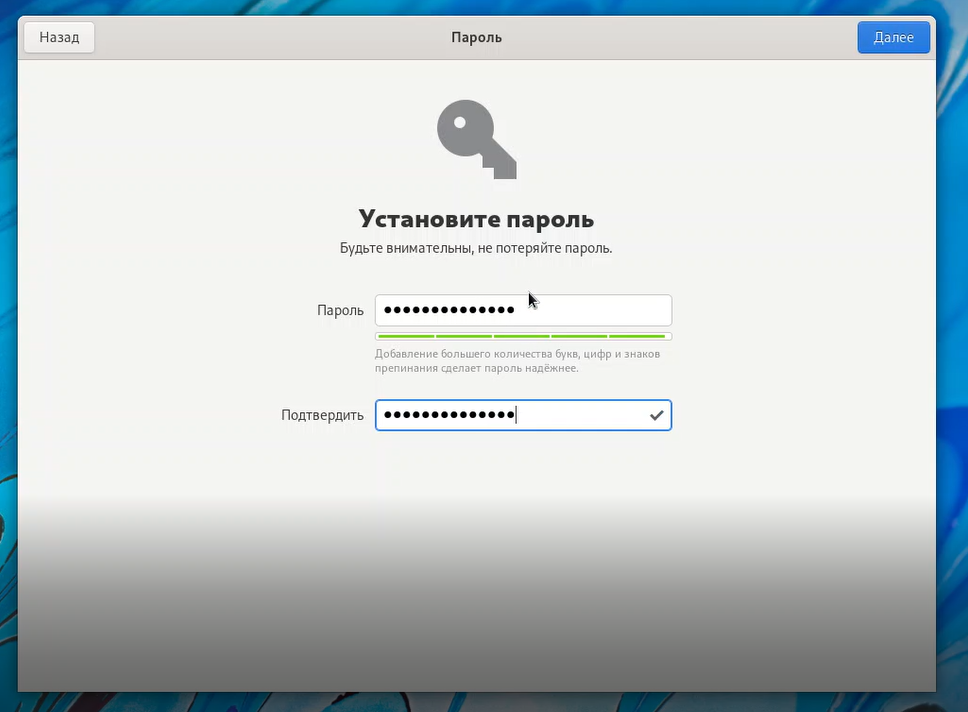 Назад
Пароль
Далее
Установите пароль
Будьте внимательны, не потеряйте пароль.
Пароль
●●●●●●●●●●●●●●
Добавление большего количества букв, цифр и знаков
препинания сделает пароль надёжнее.
Подтвердить
●●●●●●●●●●●●●●